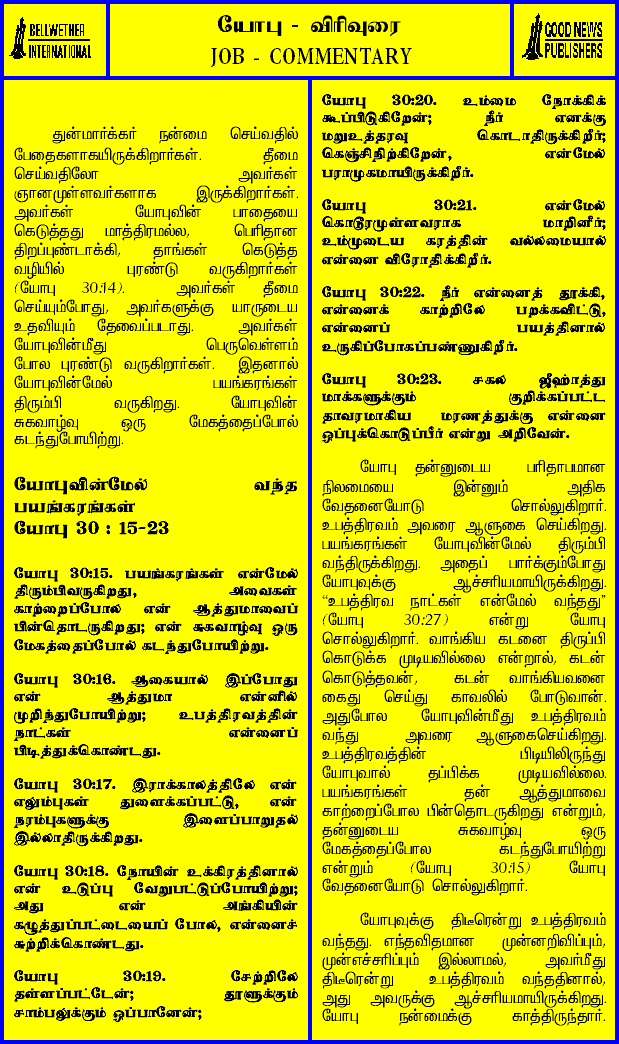 BELLWETHER
INTERNATIONAL
யோபு - விரிவுரை
JOB - COMMENTARY
GOOD NEWS
PUBLISHERS
துன்மார்க்கர் நன்மை செய்வதில்
பேதைகளாகயிருக்கிறார்கள். தீமை
செய்வதிலோ அவர்கள்
ஞானமுள்ளவர்களாக இருக்கிறார்கள்.
அவர்கள் யோபுவின் பாதையை
கெடுத்தது மாத்திரமல்ல, பெரிதான
திறப்புண்டாக்கி, தாங்கள் கெடுத்த
வழியில் புரண்டு வருகிறார்கள்
(யோபு 30:14). அவர்கள் தீமை
செய்யும்போது, அவர்களுக்கு யாருடைய
உதவியும் தேவைப்படாது. அவர்கள்
யோபுவின்மீது பெருவெள்ளம்
போல புரண்டு வருகிறார்கள். இதனால்
யோபுவின்மேல் பயங்கரங்கள்
திரும்பி வருகிறது. யோபுவின்
சுகவாழ்வு ஒரு மேகத்தைப்போல்
கடந்துபோயிற்று.
யோபுவின்மேல் வந்த
பயங்கரங்கள்
யோபு 30 : 15-23
யோபு 30:15. பயங்கரங்கள் என்மேல்
திரும்பிவருகிறது, அவைகள்
காற்றைப்போல என் ஆத்துமாவைப்
பின்தொடருகிறது; என் சுகவாழ்வு ஒரு
மேகத்தைப்போல் கடந்துபோயிற்று.
யோபு 30:16. ஆகையால் இப்போது
என் ஆத்துமா என்னில்
முறிந்துபோயிற்று; உபத்திரவத்தின்
நாட்கள் என்னைப்
பிடித்துக்கொண்டது.
யோபு 30:17. இராக்காலத்திலே என்
எலும்புகள் துளைக்கப்பட்டு, என்
நரம்புகளுக்கு இளைப்பாறுதல்
இல்லாதிருக்கிறது.
யோபு 30:18. நோயின் உக்கிரத்தினால்
என் உடுப்பு வேறுபட்டுப்போயிற்று;
அது என் அங்கியின்
கழுத்துப்பட்டையைப் போல, என்னைச்
சுற்றிக்கொண்டது.
யோபு 30:19. சேற்றிலே
தள்ளப்பட்டேன்; தூளுக்கும்
சாம்பலுக்கும் ஒப்பானேன்;
யோபு 30:20. உம்மை நோக்கிக்
கூப்பிடுகிறேன்; நீர் எனக்கு
மறுஉத்தரவு கொடாதிருக்கிறீர்;
கெஞ்சிநிற்கிறேன், என்மேல்
பராமுகமாயிருக்கிறீர்.
யோபு 30:21. என்மேல்
கொடூரமுள்ளவராக மாறினீர்;
உம்முடைய கரத்தின் வல்லமையால்
என்னை விரோதிக்கிறீர்.
யோபு 30:22. நீர் என்னைத் தூக்கி,
என்னைக் காற்றிலே பறக்கவிட்டு,
என்னைப் பயத்தினால்
உருகிப்போகப்பண்ணுகிறீர்.
யோபு 30:23. சகல ஜீவாத்து
மாக்களுக்கும் குறிக்கப்பட்ட
தாவரமாகிய மரணத்துக்கு என்னை
ஒப்புக்கொடுப்பீர் என்று அறிவேன்.
யோபு தன்னுடைய பரிதாபமான
நிலமையை இன்னும் அதிக
வேதனையோடு சொல்லுகிறார்.
உபத்திரவம் அவரை ஆளுகை செய்கிறது.
பயங்கரங்கள் யோபுவின்மேல் திரும்பி
வந்திருக்கிறது. அதைப் பார்க்கும்போது
யோபுவுக்கு ஆச்சரியமாயிருக்கிறது.
“உபத்திரவ நாட்கள் என்மேல் வந்தது”
(யோபு 30:27) என்று யோபு
சொல்லுகிறார். வாங்கிய கடனை திருப்பி
கொடுக்க முடியவில்லை என்றால், கடன்
கொடுத்தவன், கடன் வாங்கியவனை
கைது செய்து காவலில் போடுவான்.
அதுபோல யோபுவின்மீது உபத்திரவம்
வந்து அவரை ஆளுகைசெய்கிறது.
உபத்திரவத்தின் பிடியிலிருந்து
யோபுவால் தப்பிக்க முடியவில்லை.
பயங்கரங்கள் தன் ஆத்துமாவை
காற்றைப்போல பின்தொடருகிறது என்றும்,
தன்னுடைய சுகவாழ்வு ஒரு
மேகத்தைப்போல கடந்துபோயிற்று
என்றும் (யோபு 30:15) யோபு
வேதனையோடு சொல்லுகிறார்.
யோபுவுக்கு திடீரென்று உபத்திரவம்
வந்தது. எந்தவிதமான முன்னறிவிப்பும்,
முன்எச்சரிப்பும் இல்லாமல், அவர்மீது
திடீரென்று உபத்திரவம் வந்ததினால்,
அது அவருக்கு ஆச்சரியமாயிருக்கிறது.
யோபு நன்மைக்கு காத்திருந்தார்.